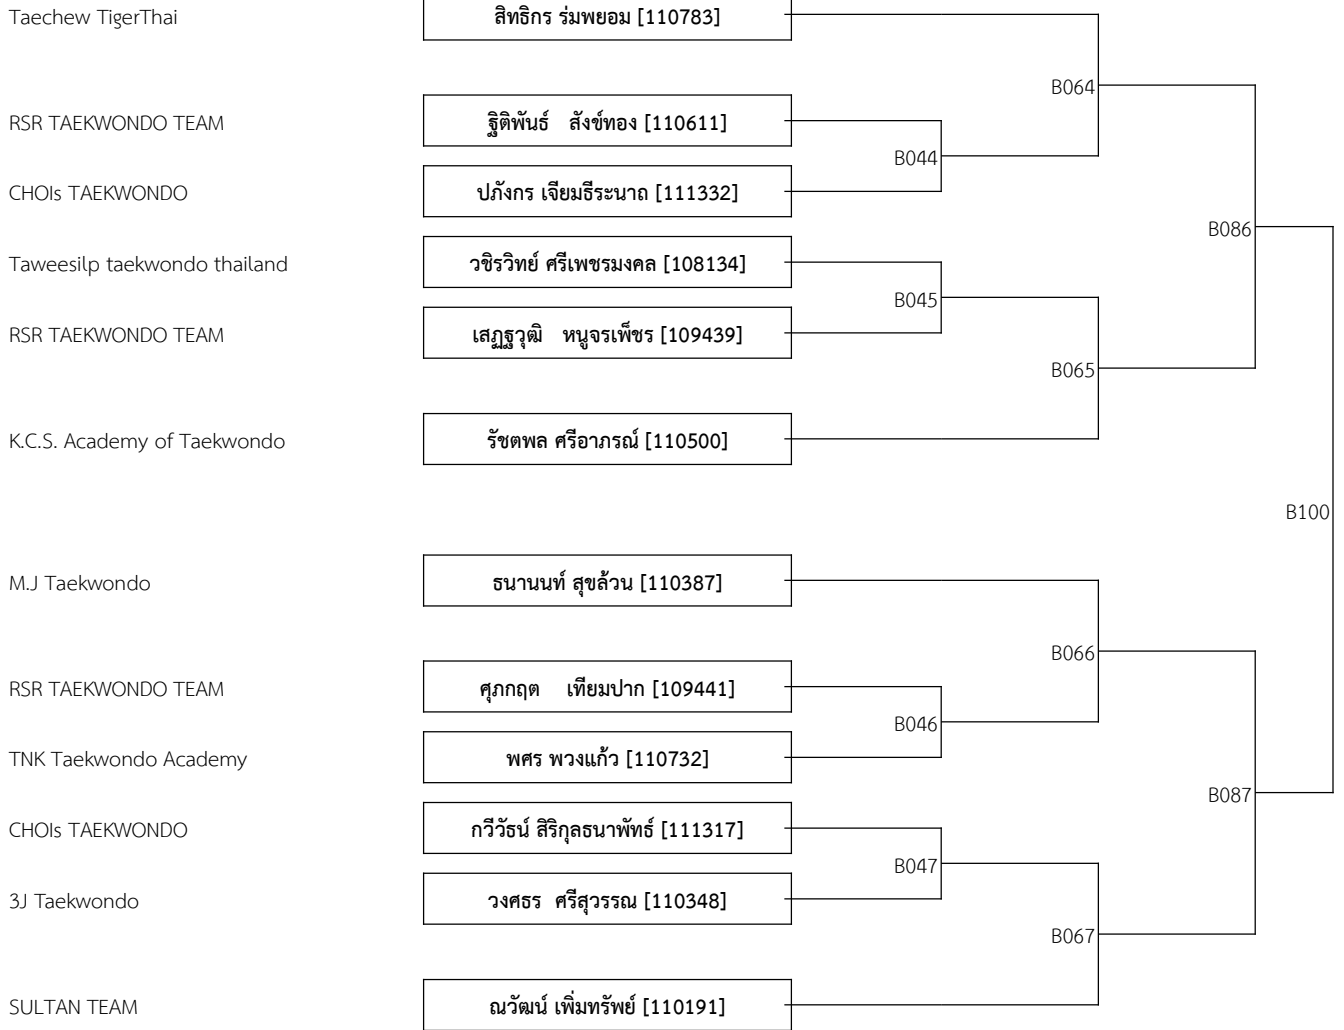 Taechew TigerThai สิทธิกร ร่มพยอม [110783]
B064
RSR TAEKWONDO TEAM ฐิติพันธ์ สังข์ทอง [110611]
B044
CHOIs TAEKWONDO ปภังกร เจียมธีระนาถ [111332]
B086
Taweesilp taekwondo thailand วชิรวิทย์ ศรีเพชรมงคล [108134]
B045
RSR TAEKWONDO TEAM เสฏฐวุฒิ หนูจรเพ็ชร [109439]
B065
K.C.S. Academy of Taekwondo รัชตพล ศรีอาภรณ์ [110500]
B100
M.J Taekwondo ธนานนท์ สุขล้วน [110387]
B066
RSR TAEKWONDO TEAM ศุภกฤต เทียมปาก [109441]
B046
TNK Taekwondo Academy พศร พวงแก้ว [110732]
B087
CHOIs TAEKWONDO กวีวัธน์ สิริกุลธนาพัทธ์ [111317]
B047
3J Taekwondo วงศธร ศรีสุวรรณ [110348]
B067
SULTAN TEAM ณวัฒน์ เพิ่มทรัพย์ [110191]